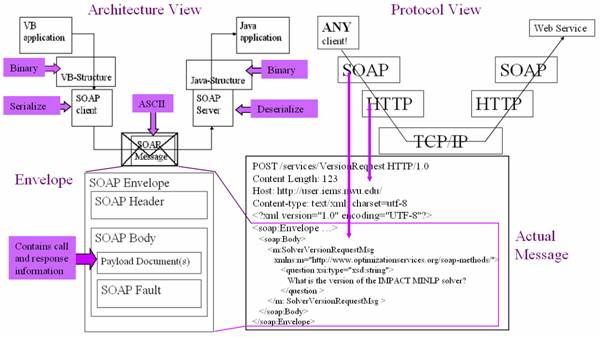 Architecture View
Protocol View
VB
application
Java
application
ANY
client!
Web Service
Binary
VB-Structure
Java-Structure
Binary
SOAP
SOAP
Serialize
SOAP
client
ASCII
SOAP
Server
Deserialize
HTTP
HTTP
SOAP
Message
TCP/IP
Envelope
SOAP Envelope
SOAP Header
SOAP Body
Payload Document(s)
SOAP Fault
Contains call
and response
information
POST /services/VersionRequest HTTP/1.0
Content Length: 123
Host: http://user.iems.nwu.edu/
Content-type: text/xml; charset=utf-8
<?xml version="1.0" encoding="UTF-8"?>
<soap:Envelope ...>
<soap:Body>
<m:SolverVersionRequestMsg
xmlns:m="http://www.optimizationservices.org/soap-methods/">
<question xsi:type="xsd:string">
What is the version of the IMPACT MINLP solver?
</question >
</m: SolverVersionRequestMsg >
</soap:Body>
</soap:Envelope>
Actual
Message